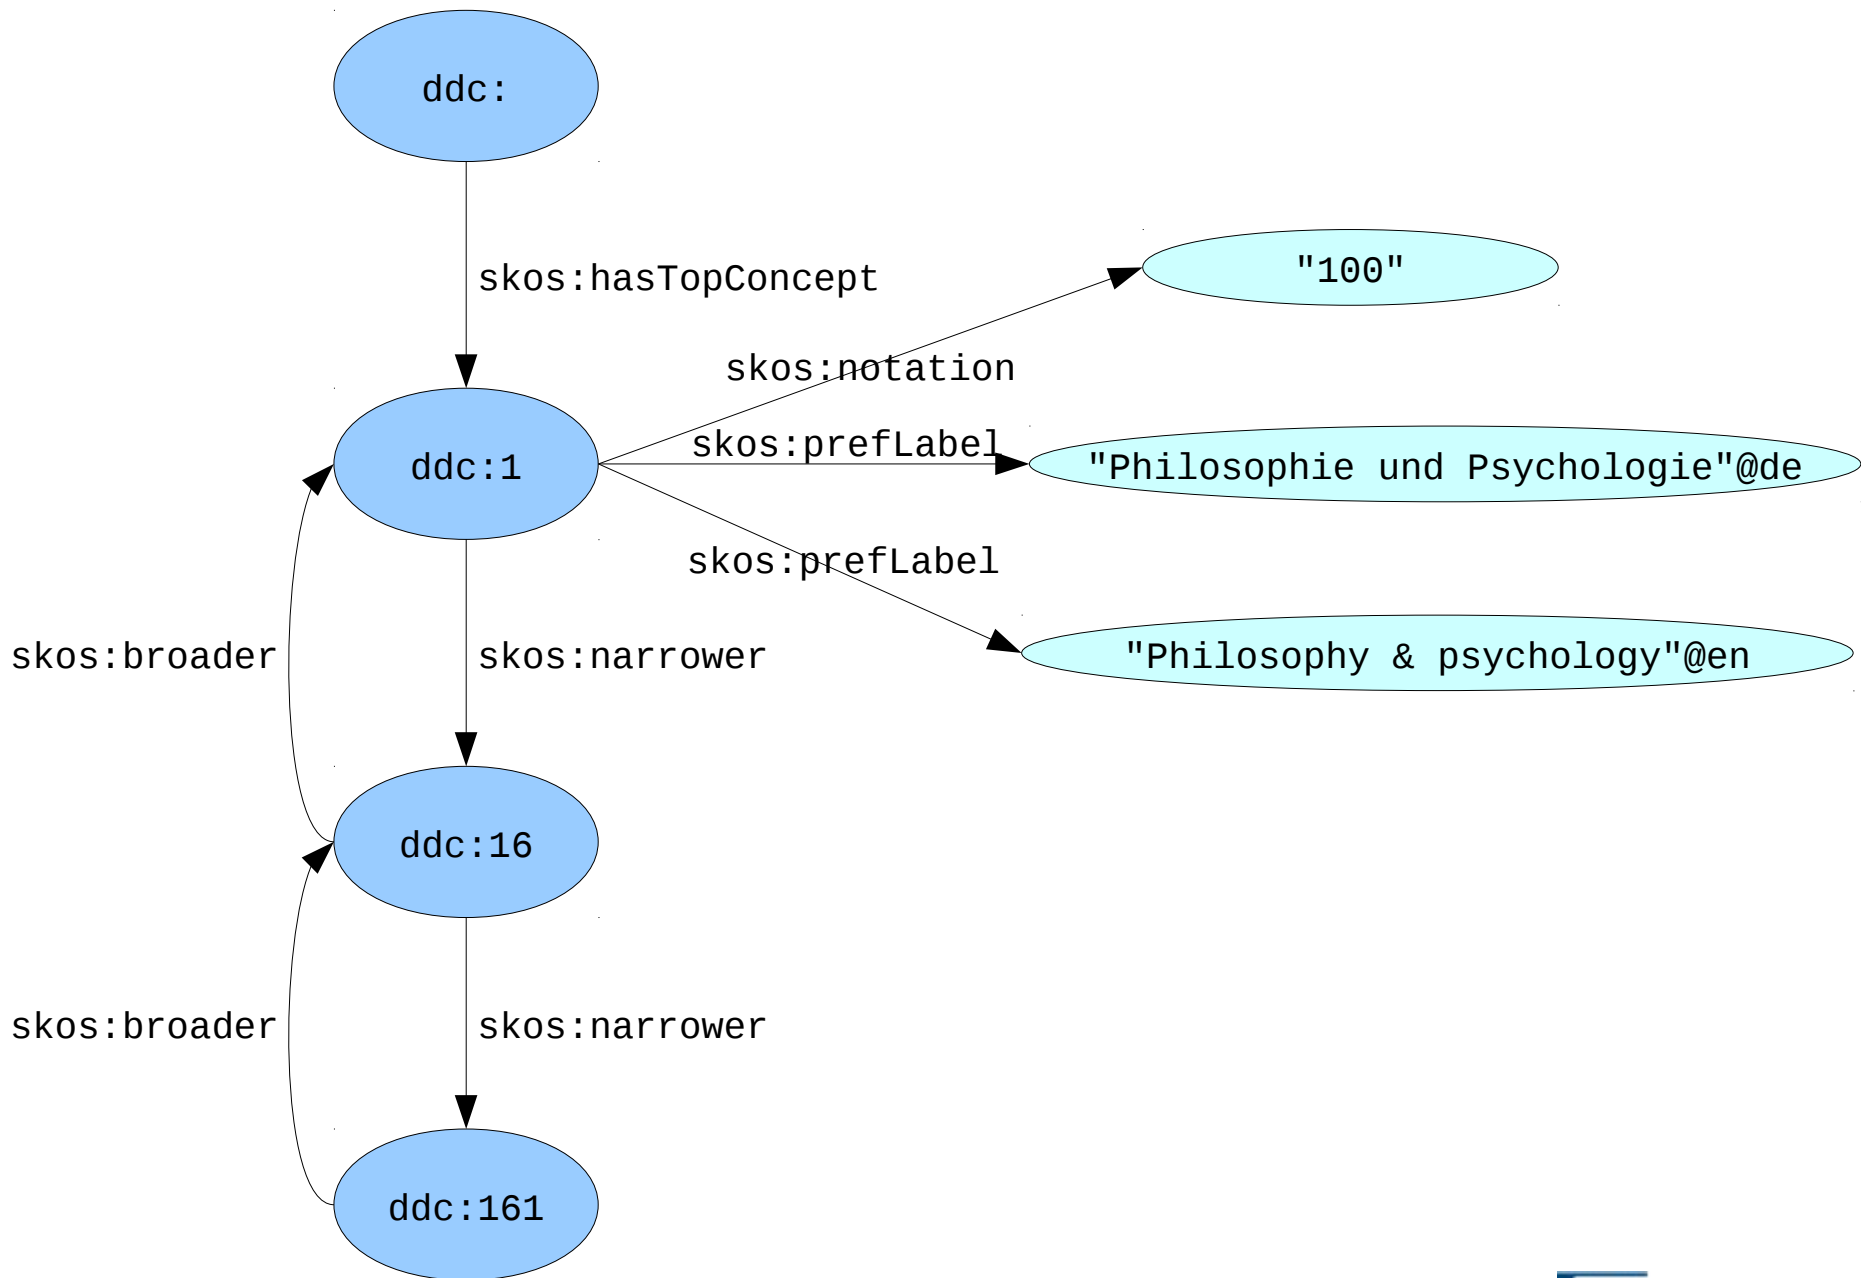 ddc:
skos:hasTopConcept
"100"
skos:notation
skos:prefLabel
ddc:1
"Philosophie und Psychologie"@de
skos:prefLabel
skos:broader
skos:narrower
"Philosophy & psychology"@en
ddc:16
skos:broader
skos:narrower
ddc:161